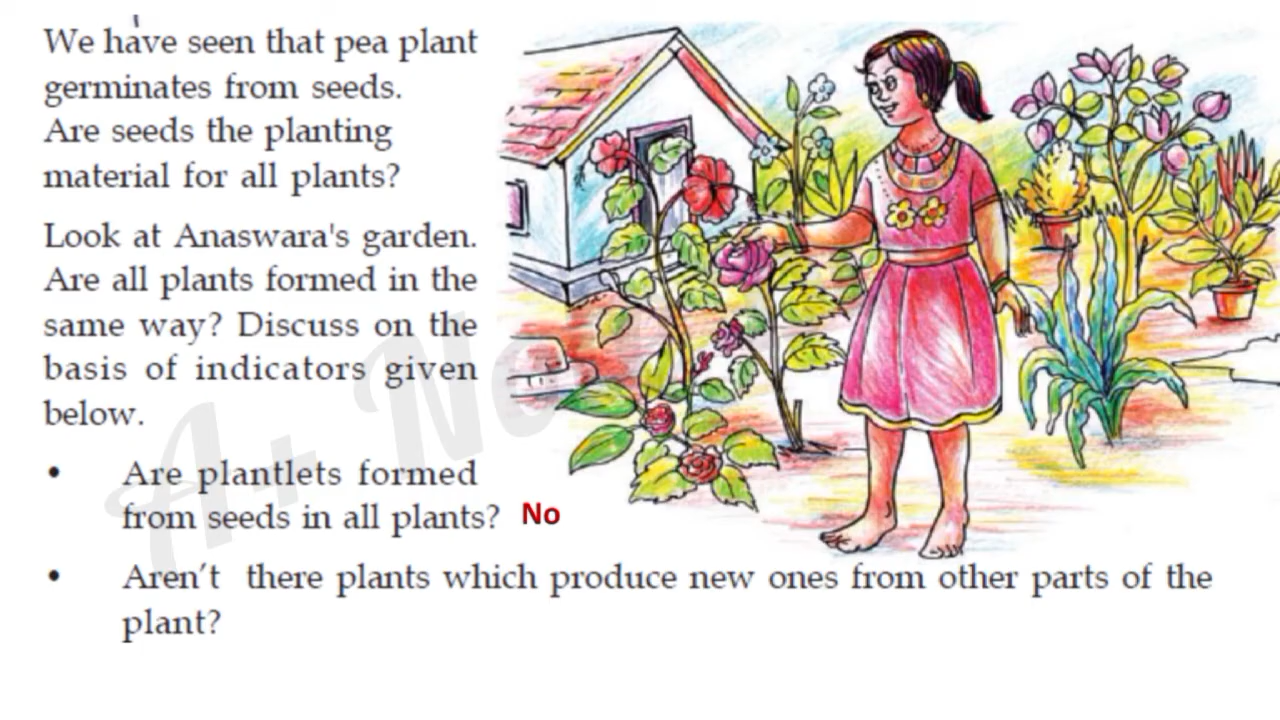 We have seen that pea plant
germinates from seeds.
Are seeds the planting
material for all plants?
Look at Anaswara's garden.
Are all plants formed in the
same way? Discuss on the
basis of indicators given
below.
• Are plantlets formed
from seeds in all plants? No
• Aren't there plants which produce new ones from other parts of the
plant?